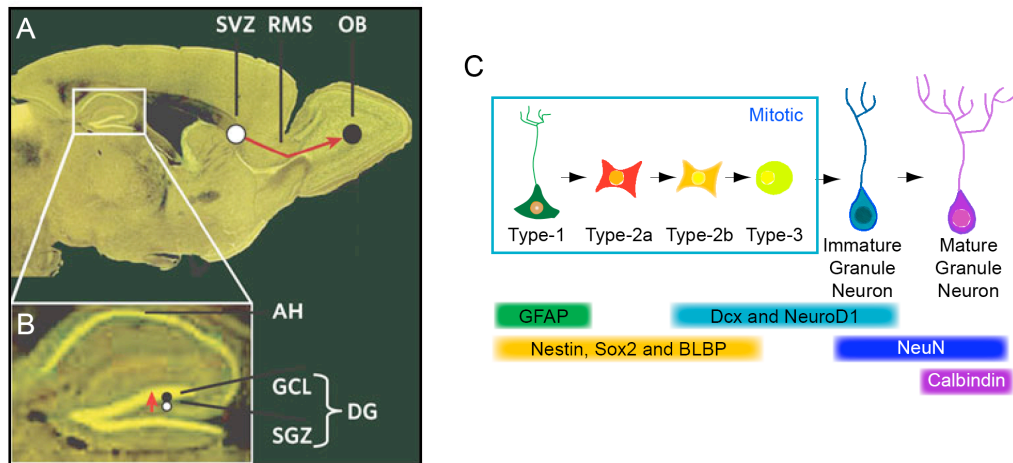 A
SVZ RMS OB
B
AH
GCL
DG
SGZ
C
Mitotic
Type-1 Type-2a Type-2b Type-3
Immature
Granule
Neuron
Mature
Granule
Neuron
GFAP
Dcx and NeuroD1
Nestin, Sox2 and BLBP
NeuN
Calbindin